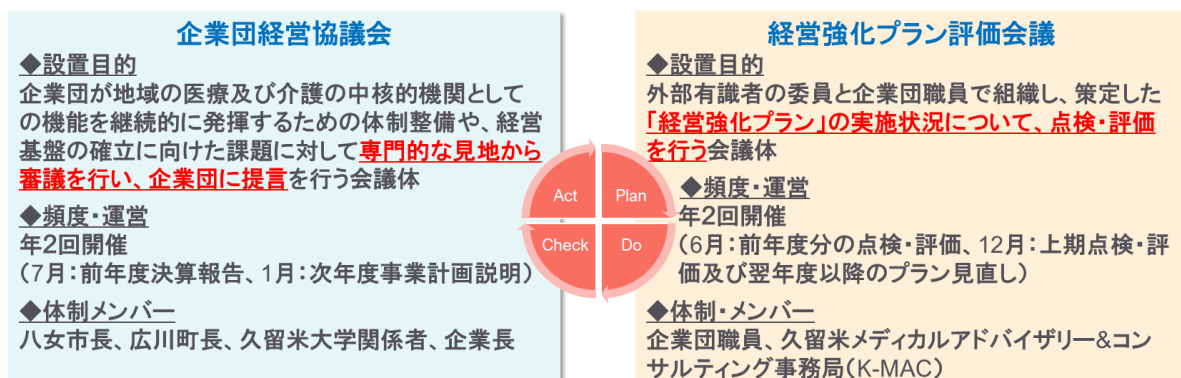 企業団経営協議会
◆設置目的
企業団が地域の医療及び介護の中核的機関として
の機能を継続的に発揮するための体制整備や、経営
基盤の確立に向けた課題に対して専門的な見地から
審議を行い、企業団に提言を行う会議体
◆頻度・運営
年2回開催
（7月：前年度決算報告、1月：次年度事業計画説明）
◆体制メンバー
八女市長、広川町長、久留米大学関係者、企業長
Act
Plan
Check
Do
経営強化プラン評価会議
◆設置目的
外部有識者の委員と企業団職員で組織し、策定した
「経営強化プラン」の実施状況について、点検・評価
を行う会議体
◆頻度・運営
年2回開催
（6月：前年度分の点検・評価、12月：上期点検・評
価及び翌年度以降のプラン見直し）
◆体制・メンバー
企業団職員、久留米メディカルアドバイザリー&コン
サルティング事務局（K-MAC）